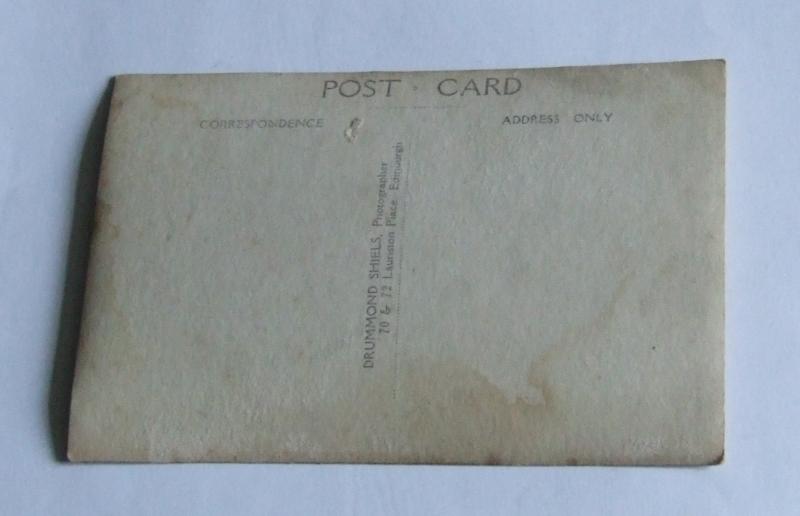 POST CARD
CORRESPONDENCE
ADDRESS ONLY
DRUMMOND SHIELS, Photographer
70 & 72 Lauriston Place Edinburgh